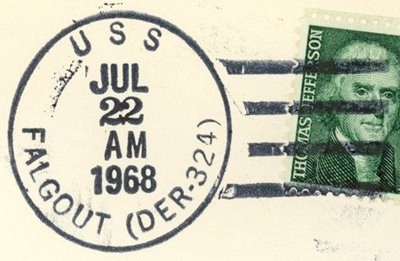 USS
JUL
22
AM
1968
FALGOUT (DER-324)
THOMAS JEFFERSON